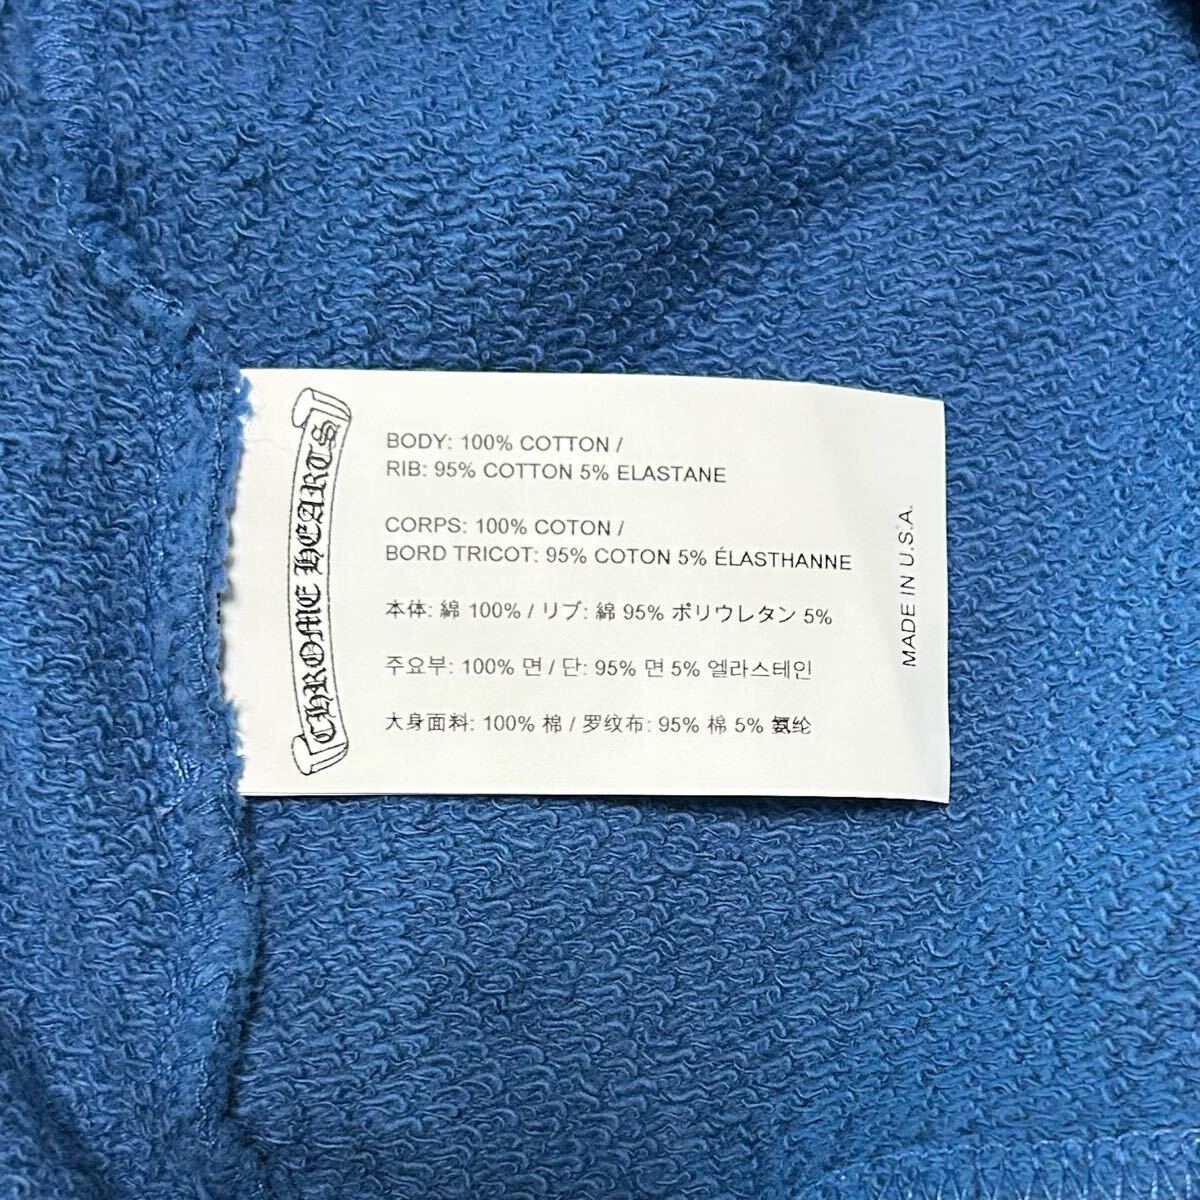 CHROME HEARTS
BODY: 100% COTTON /
RIB: 95% COTTON 5% ELASTANE
CORPS: 100% COTON /
BORD TRICOT: 95% COTON 5% ÉLASTHANNE
本体: 綿 100% / リブ: 綿 95% ポリウレタン 5%
주요부: 100% 면 / 단: 95% 면 5% 엘라스테인
大身面料: 100% 棉 / 罗纹布: 95% 棉 5% 氨纶
MADE IN U.S.A.